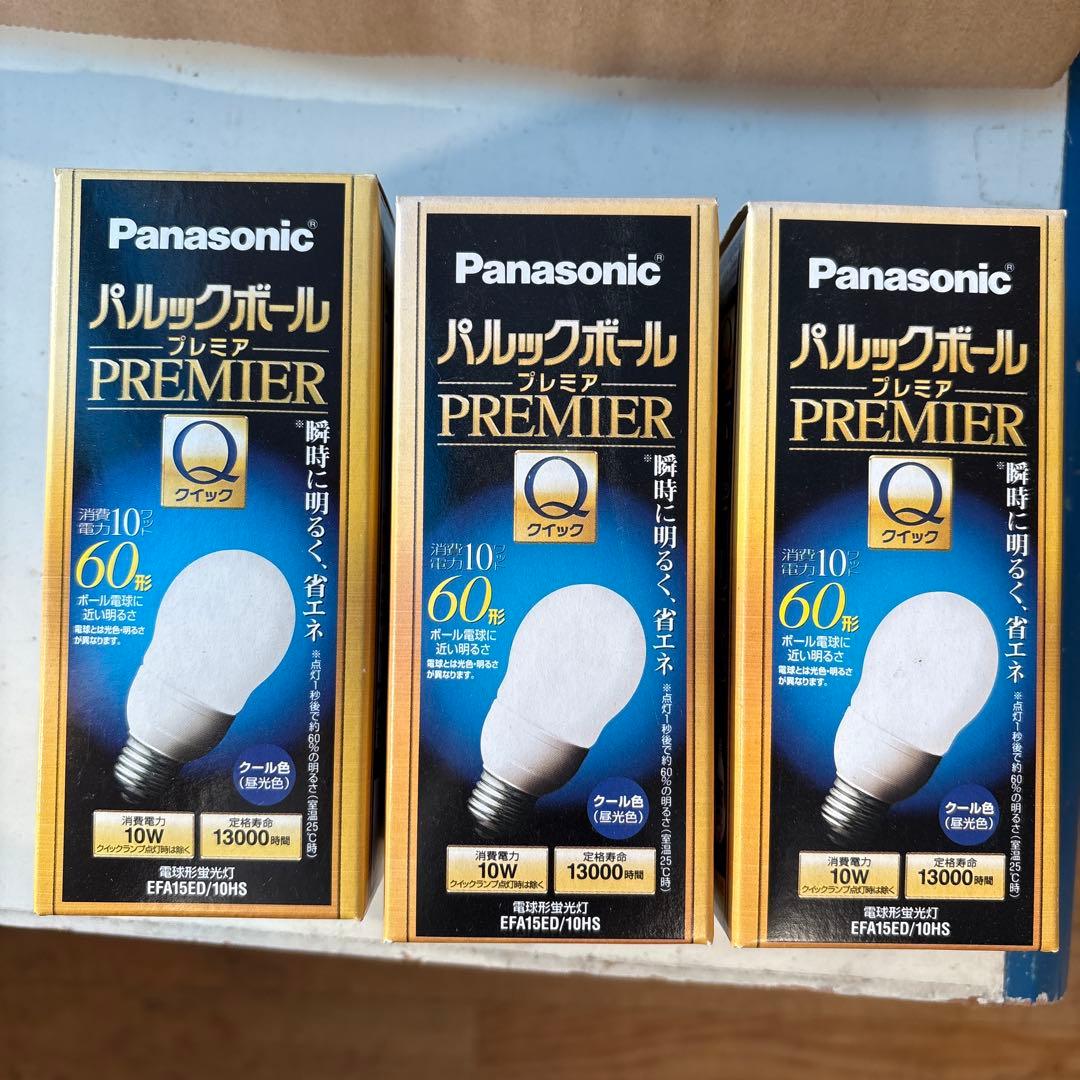 Panasonic®
パルックボール
プレミア
PREMIER
Q
クイック
※瞬時に明るく、省エネ
※点灯1秒後で約60%の明るさ(室温25℃時)
消費電力10ワット
60形
ボール電球に
近い明るさ
電球とは光色・明るさ
が異なります。
クール色
(昼光色)
消費電力
10W
クイックランプ点灯時は除く
定格寿命
13000時間
電球形蛍光灯
EFA15ED/10HS
Panasonic®
パルックボール
プレミア
PREMIER
Q
クイック
※瞬時に明るく、省エネ
※点灯1秒後で約60%の明るさ(室温25℃時)
消費電力10ワット
60形
ボール電球に
近い明るさ
電球とは光色・明るさ
が異なります。
クール色
(昼光色)
消費電力
10W
クイックランプ点灯時は除く
定格寿命
13000時間
電球形蛍光灯
EFA15ED/10HS
Panasonic®
パルックボール
プレミア
PREMIER
Q
クイック
※瞬時に明るく、省エネ
※点灯1秒後で約60%の明るさ(室温25℃時)
消費電力10ワット
60形
ボール電球に
近い明るさ
電球とは光色・明るさ
が異なります。
クール色
(昼光色)
消費電力
10W
クイックランプ点灯時は除く
定格寿命
13000時間
電球形蛍光灯
EFA15ED/10HS